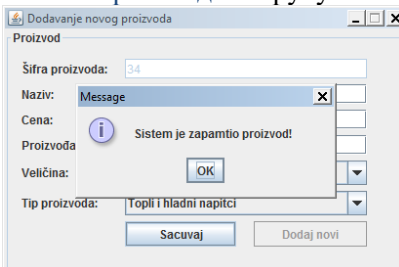 Dodavanje novog proizvoda
Proizvod
Šifra proizvoda: 34
Naziv:
Message
Cena:
Sistem je zapamtio proizvod!
Proizvođa
OK
Veličina:
Tip proizvoda: Topli i hladni napitci
Sacuvaj Dodaj novi